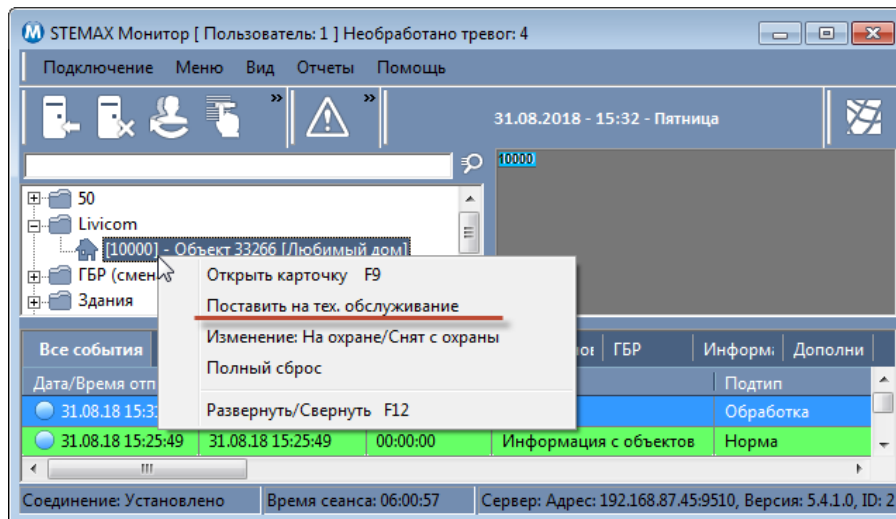 STEMAX Монитор [ Пользователь: 1 ] Необработано тревог: 4
Подключение Меню Вид Отчеты Помощь
31.08.2018 - 15:32 - Пятница
10000
50
Livicom
[10000] - Объект 33266 [Любимый дом]
ГБР
Здания
Открыть карточку F9
Поставить на тех. обслуживание
Изменение: На охране/Снят с охраны
Полный сброс
Развернуть/Свернуть F12
Все события ГБР Информ Дополни
Дата/Время отп Подтип
31.08.18 Обработка
31.08.18 15:25:49 31.08.18 15:25:49 00:00:00 Информация с объектов Норма
Соединение: Установлено Время сеанса: 06:00:57 Сервер: Адрес: 192.168.87.45:9510, Версия: 5.4.1.0, ID: 2